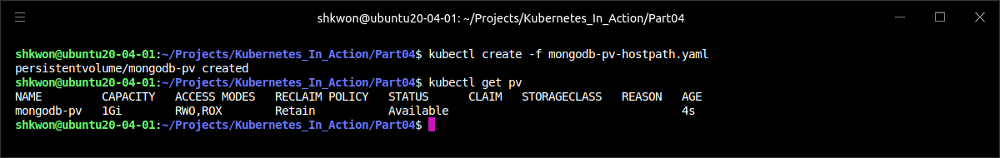 shkwon@ubuntu20-04-01: ~/Projects/Kubernetes_In_Action/Part04
shkwon@ubuntu20-04-01:~/Projects/Kubernetes_In_Action/Part04$ kubectl create -f mongodb-pv-hostpath.yaml
persistentvolume/mongodb-pv created
shkwon@ubuntu20-04-01:~/Projects/Kubernetes_In_Action/Part04$ kubectl get pv
NAME         CAPACITY   ACCESS MODES   RECLAIM POLICY   STATUS      CLAIM   STORAGECLASS   REASON   AGE
mongodb-pv   1Gi        RWO,ROX        Retain           Available                                   4s
shkwon@ubuntu20-04-01:~/Projects/Kubernetes_In_Action/Part04$